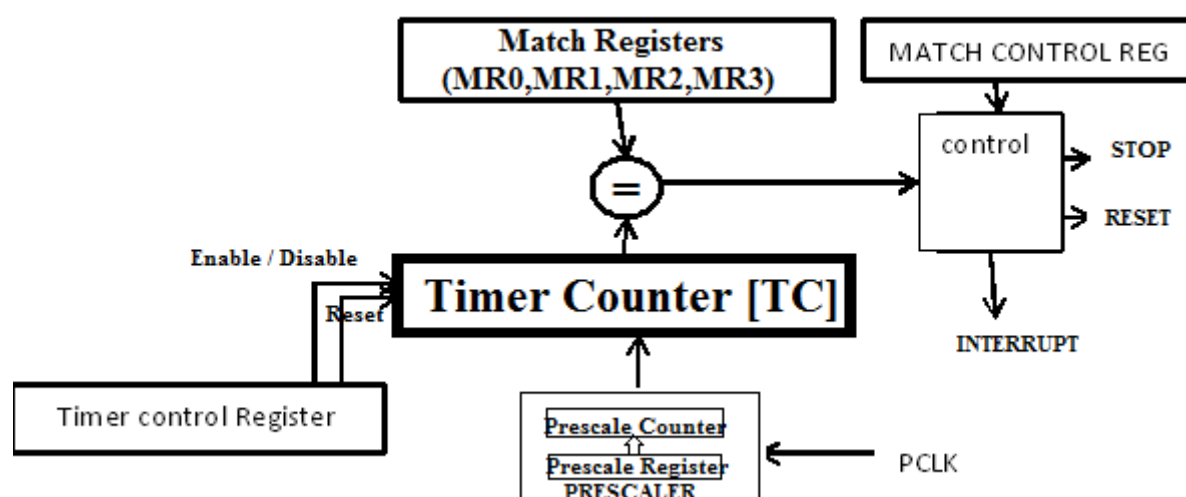 Match Registers
(MR0,MR1,MR2,MR3)
MATCH CONTROL REG
control
STOP
=
RESET
Enable / Disable
Timer Counter [TC]
Reset
INTERRUPT
Timer control Register
Prescale Counter
Prescale Register
PRESCALER
PCLK